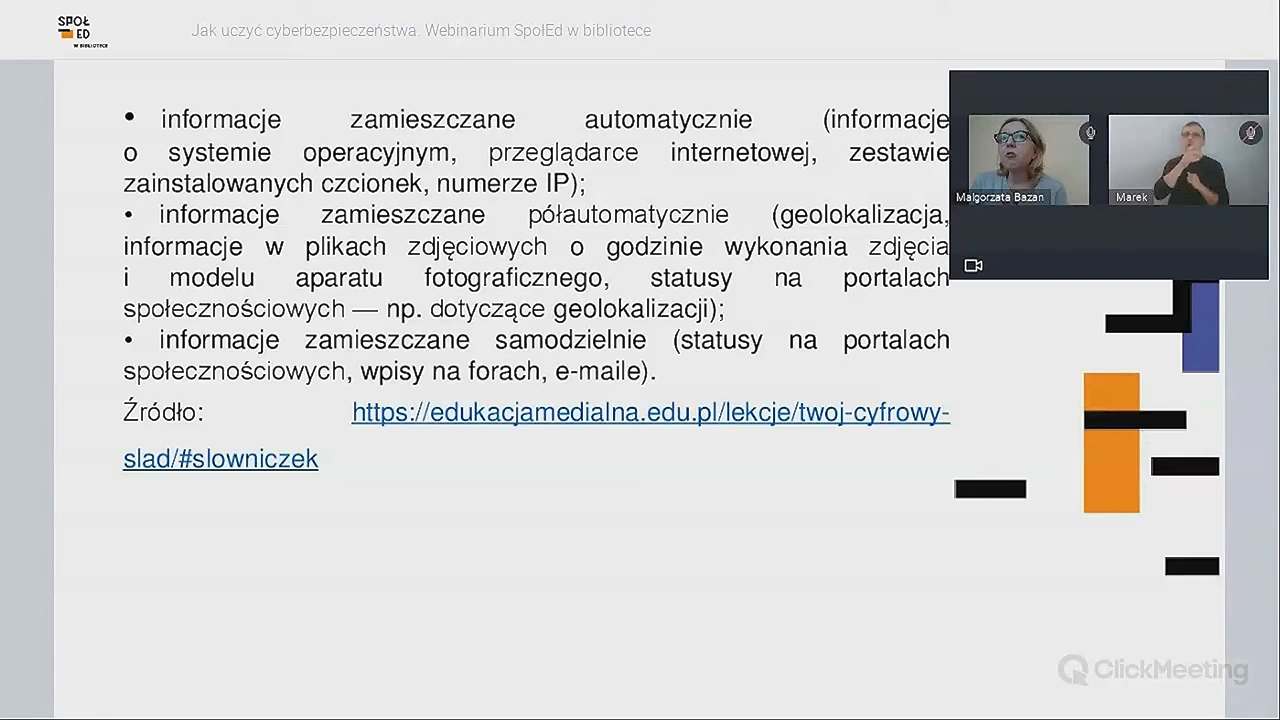 SPOŁ
ED
W BIBLIOTECE
Jak uczyć cyberbezpieczeństwa. Webinarium SpołEd w bibliotece
• informacje zamieszczane automatycznie (informacje
o systemie operacyjnym, przeglądarce internetowej, zestawie
zainstalowanych czcionek, numerze IP);
• informacje zamieszczane półautomatycznie (geolokalizacja,
informacje w plikach zdjęciowych o godzinie wykonania zdjęcia
i modelu aparatu fotograficznego, statusy na portalach
społecznościowych — np. dotyczące geolokalizacji);
• informacje zamieszczane samodzielnie (statusy na portalach
społecznościowych, wpisy na forach, e-maile).
Źródło: https://edukacjamedialna.edu.pl/lekcje/twoj-cyfrowy-
slad/#slowniczek
Malgorzata Bazan
Marek
ClickMeeting